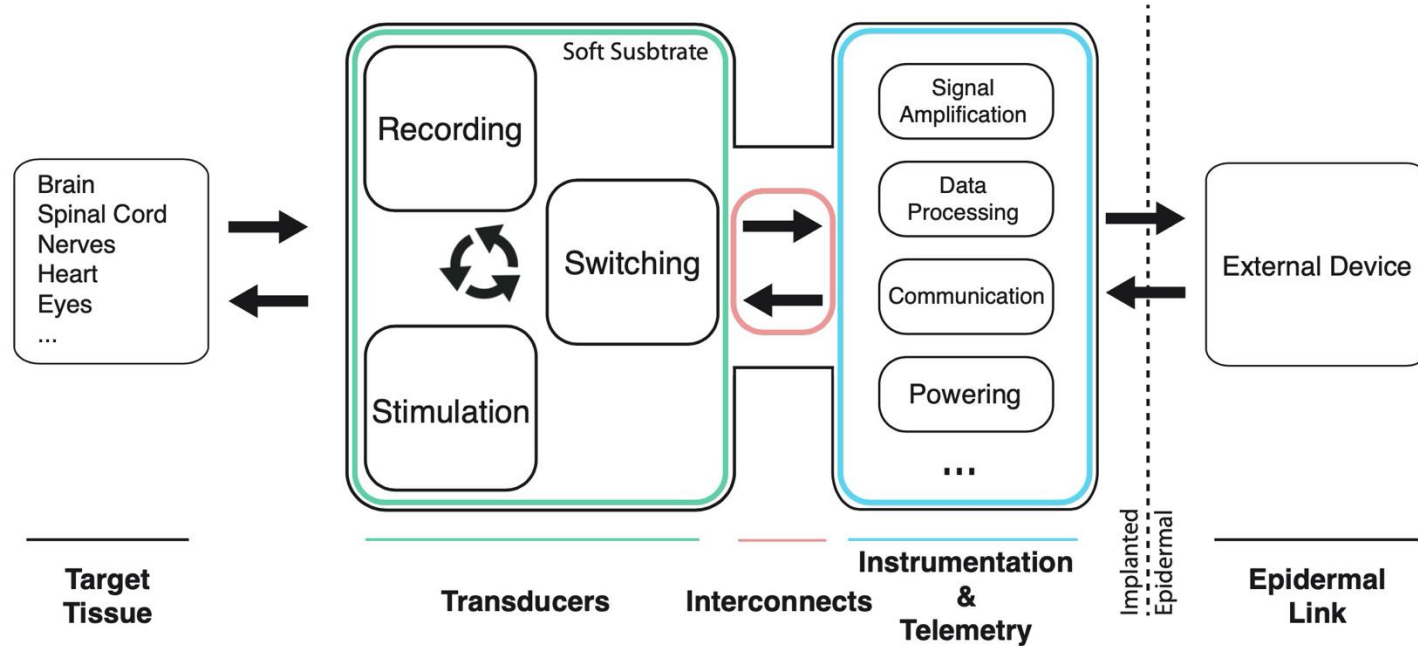 Brain
Spinal Cord
Nerves
Heart
Eyes
...
Target
Tissue
Soft Susbtrate
Recording
Switching
Stimulation
Transducers
Interconnects
Signal
Amplification
Data
Processing
Communication
Powering
...
Instrumentation
&
Telemetry
Implanted
Epidermal
External Device
Epidermal
Link